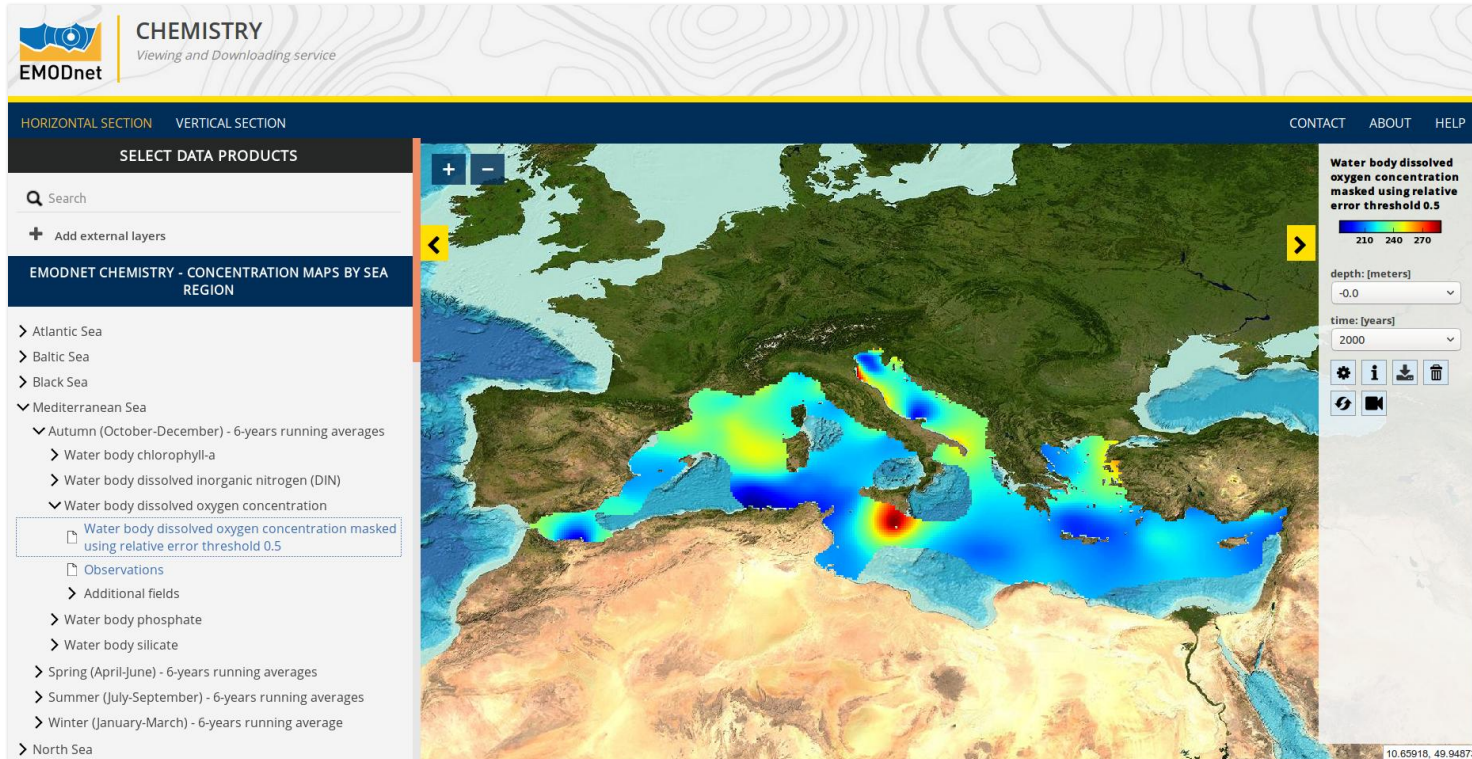 EMODnet
CHEMISTRY
Viewing and Downloading service
HORIZONTAL SECTION
VERTICAL SECTION
CONTACT
ABOUT
HELP
SELECT DATA PRODUCTS
Search
Add external layers
EMODNET CHEMISTRY - CONCENTRATION MAPS BY SEA
REGION
Atlantic Sea
Baltic Sea
Black Sea
Mediterranean Sea
Autumn (October-December) - 6-years running averages
Water body chlorophyll-a
Water body dissolved inorganic nitrogen (DIN)
Water body dissolved oxygen concentration
Water body dissolved oxygen concentration masked
using relative error threshold 0.5
Observations
Additional fields
Water body phosphate
Water body silicate
Spring (April-June) - 6-years running averages
Summer (July-September) - 6-years running averages
Winter (January-March) - 6-years running average
North Sea
+
−
Water body dissolved
oxygen concentration
masked using relative
error threshold 0.5
210 240 270
depth: [meters]
-0.0
time: [years]
2000
i
10.65918, 49.9487